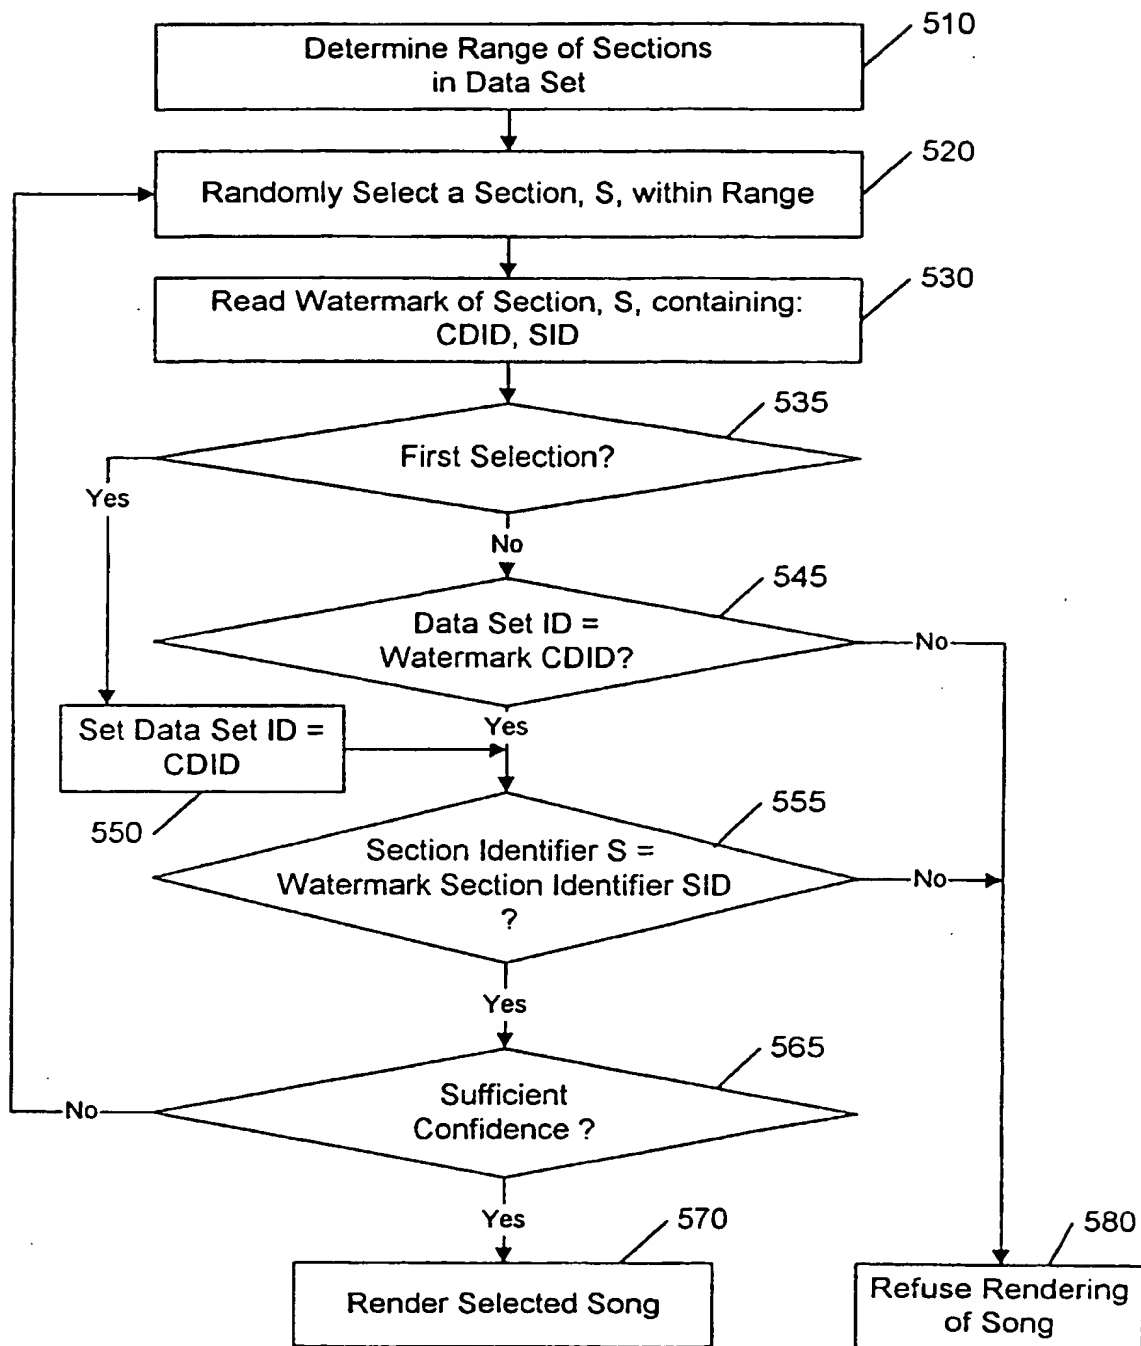 510
Determine Range of Sections
in Data Set
520
Randomly Select a Section, S, within Range
530
Read Watermark of Section, S, containing:
CDID, SID
535
First Selection?
Yes
No
545
Data Set ID =
Watermark CDID?
No
Yes
Set Data Set ID =
CDID
550
555
Section Identifier S =
Watermark Section Identifier SID
?
No
Yes
565
Sufficient
Confidence ?
No
Yes
570
Render Selected Song
580
Refuse Rendering
of Song